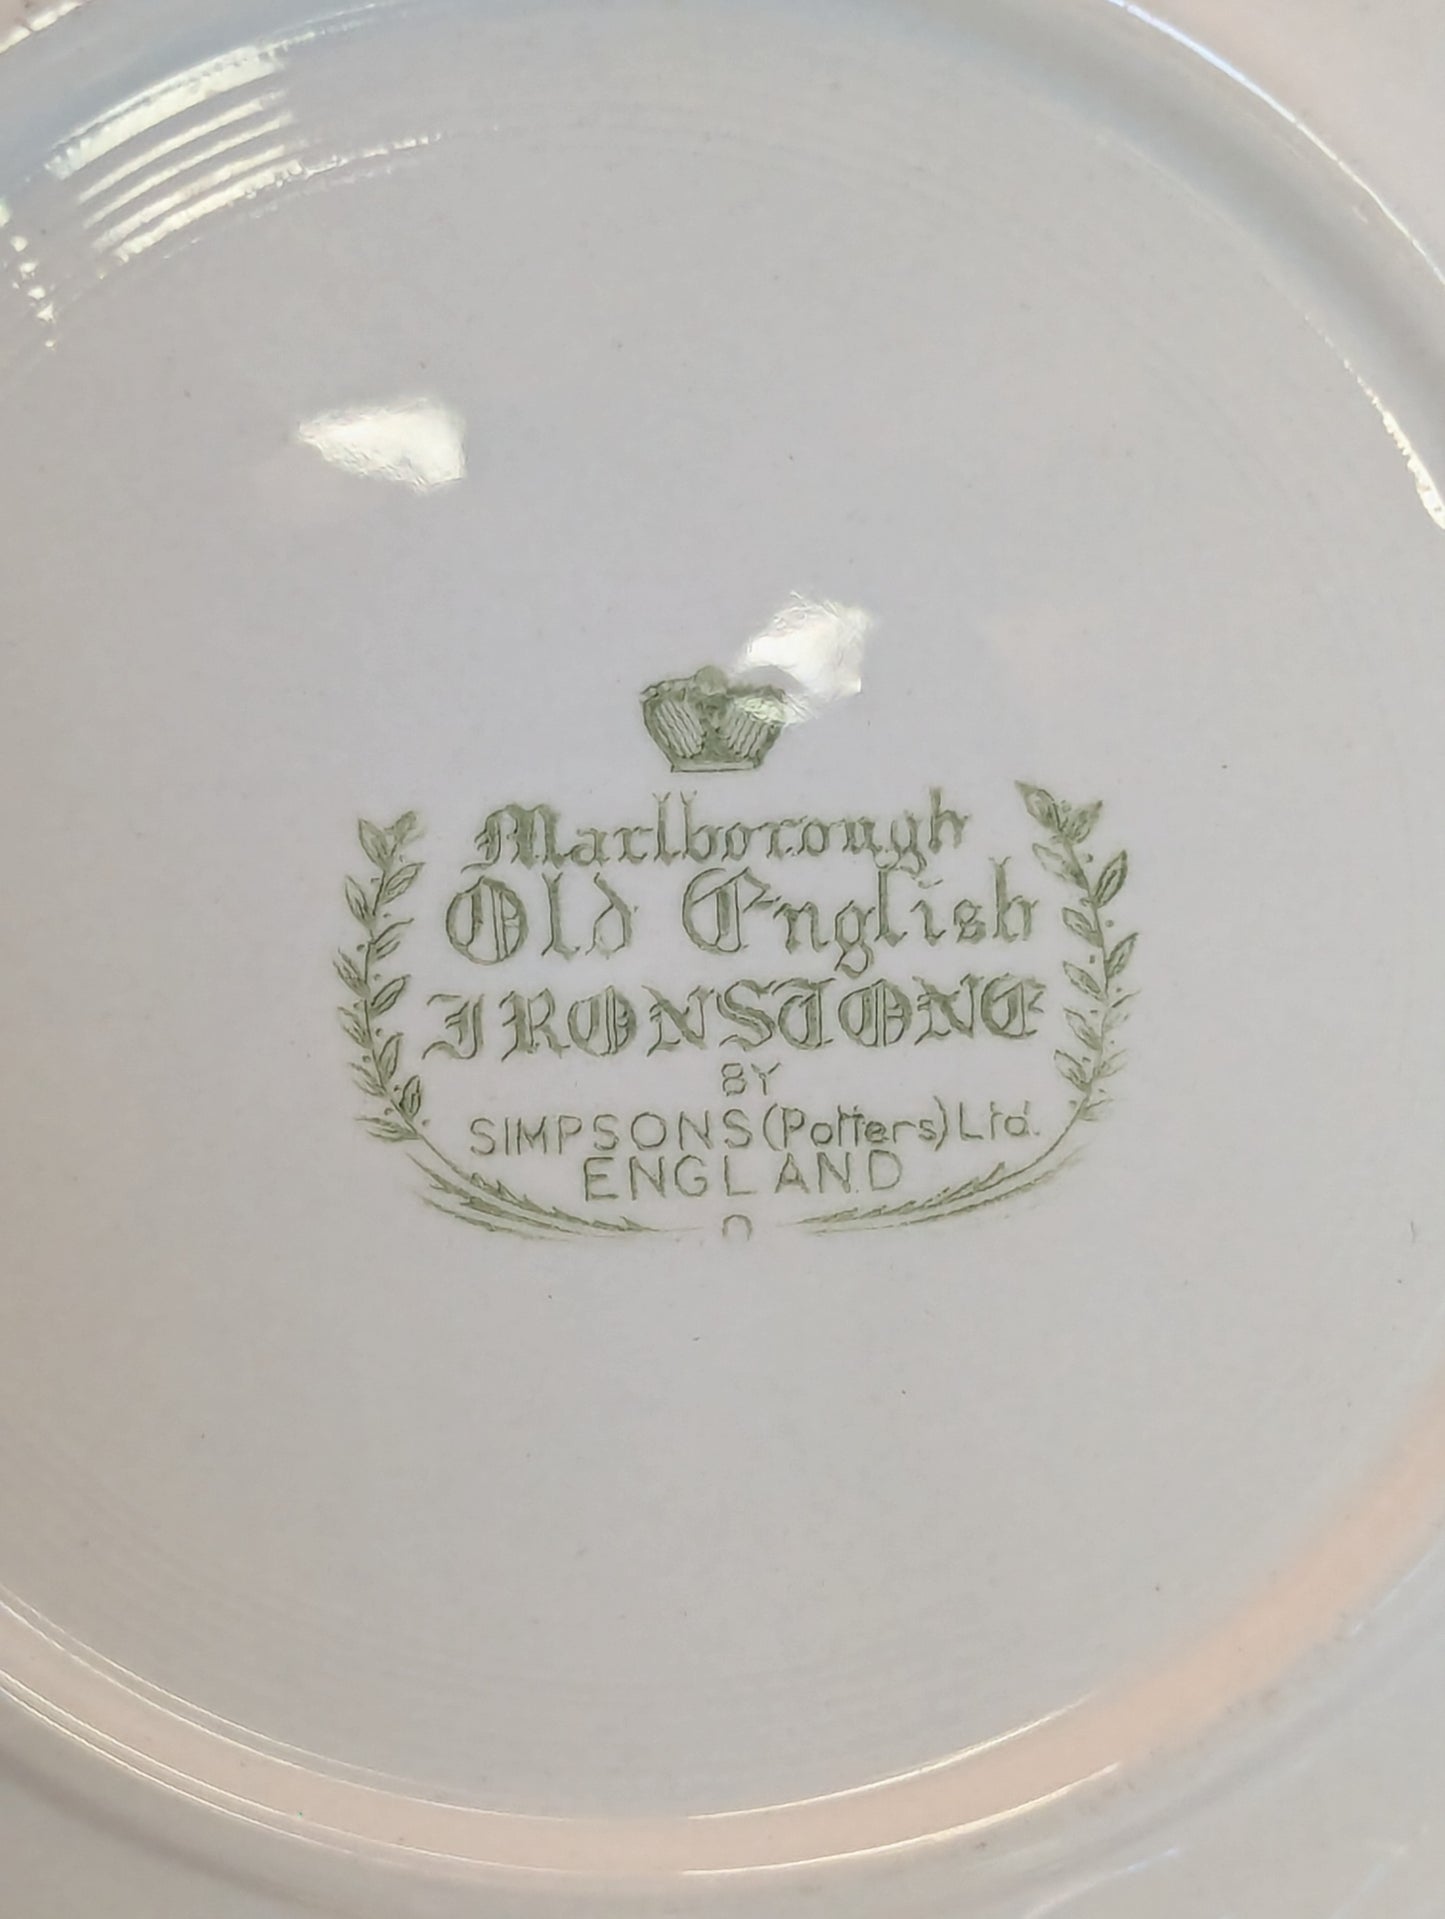 Marlborough
Old English
IRONSTONE
BY
SIMPSONS (Potters) Ltd.
ENGLAND